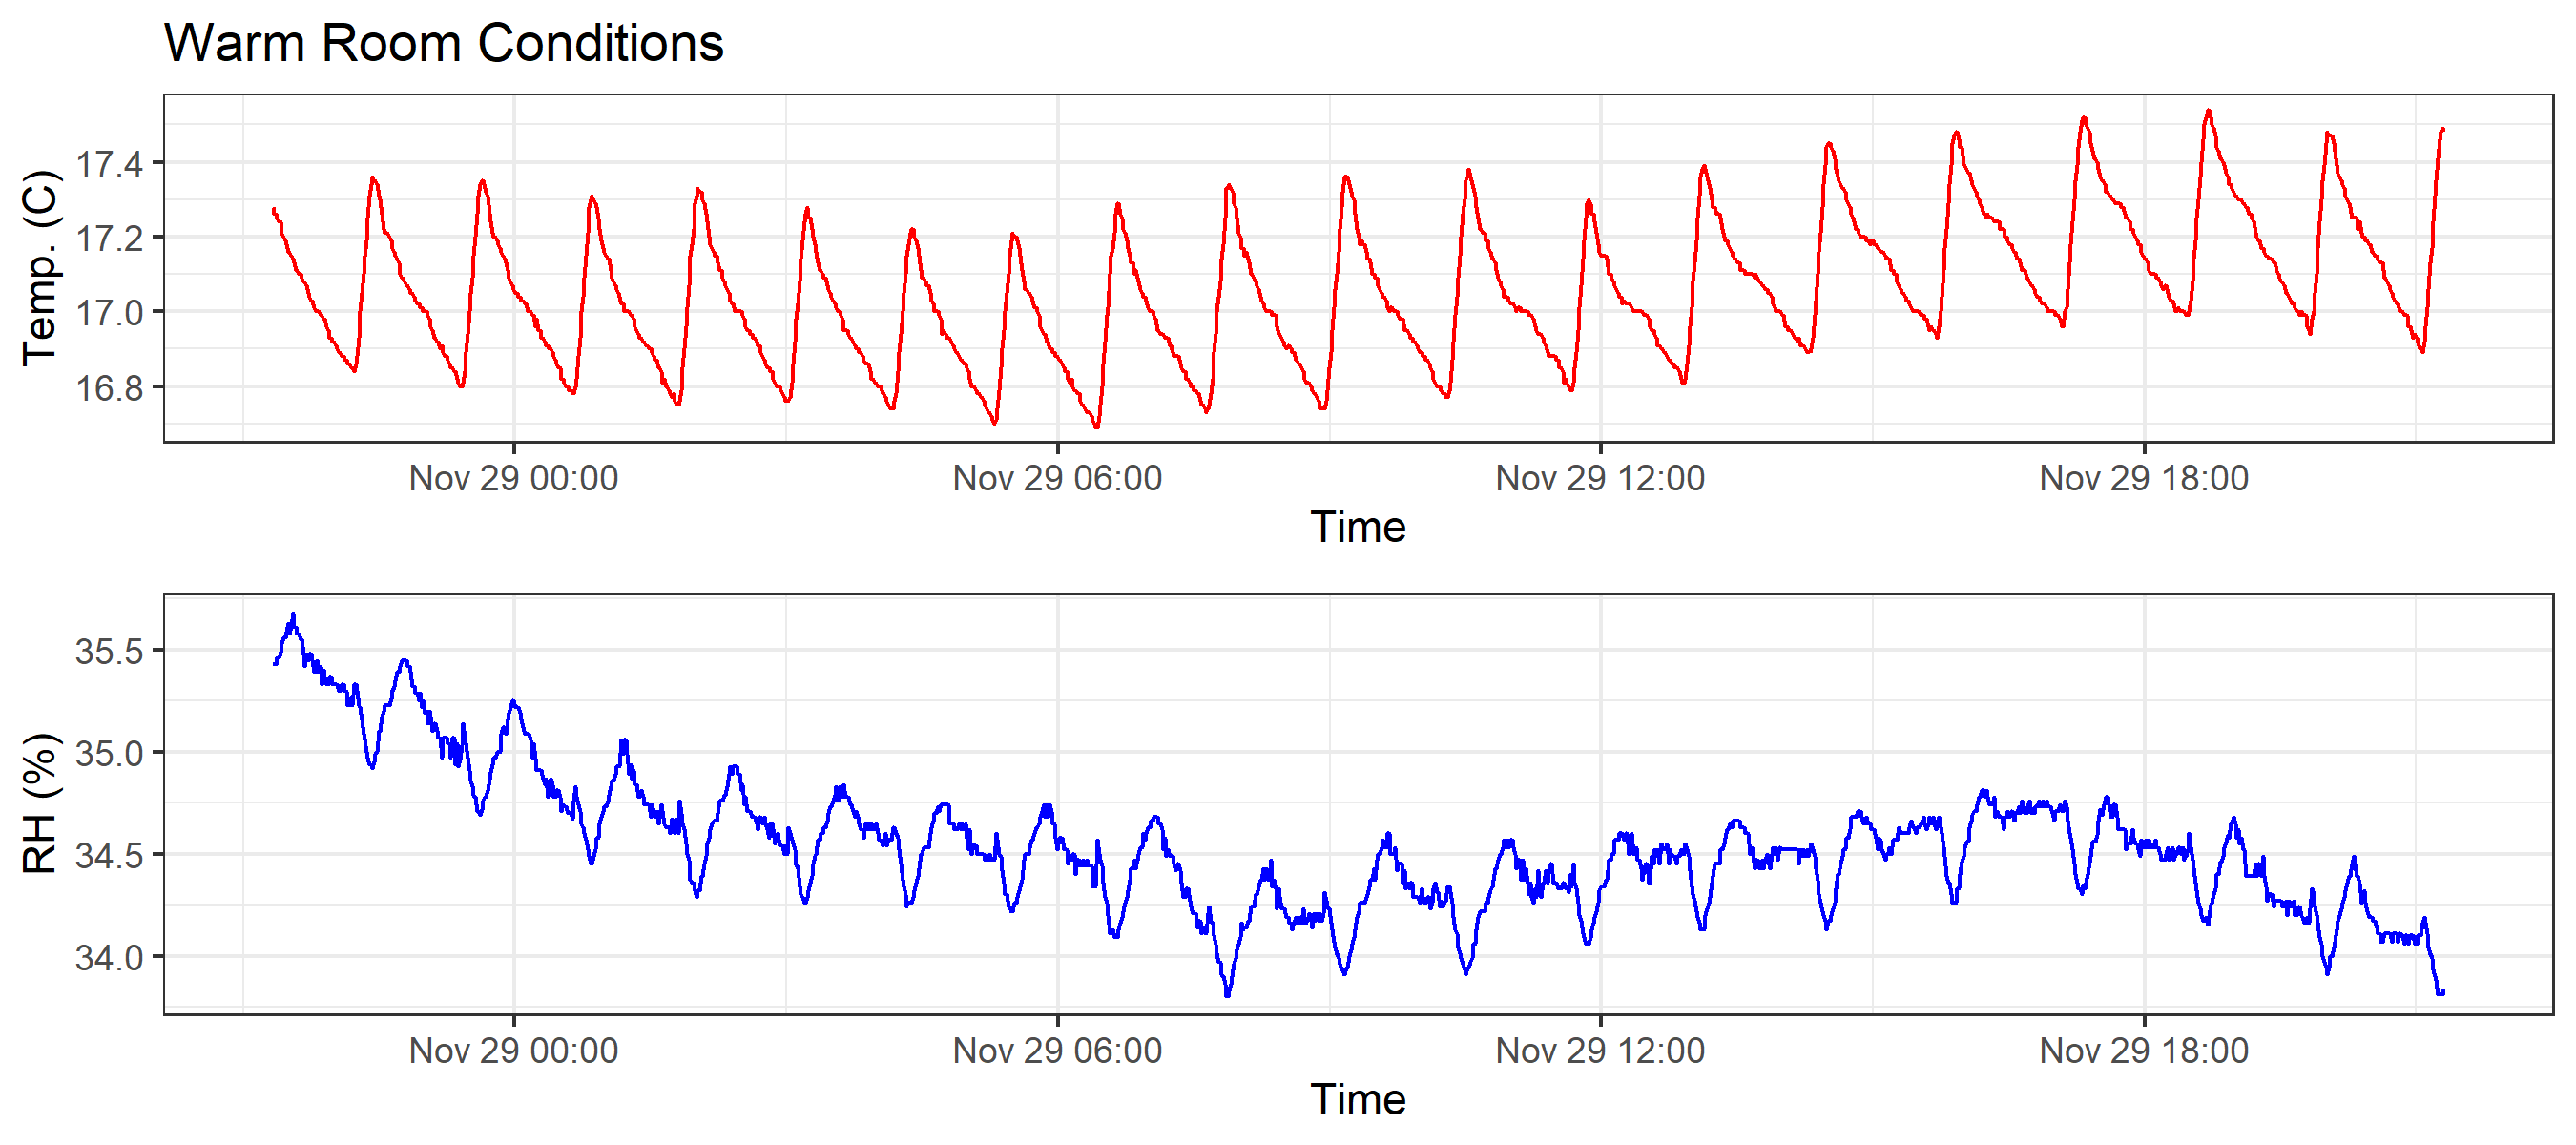 Warm Room Conditions
Temp. (C)
17.4
17.2
17.0
16.8
Nov 29 00:00 Nov 29 06:00 Nov 29 12:00 Nov 29 18:00
Time
RH (%)
35.5
35.0
34.5
34.0
Nov 29 00:00 Nov 29 06:00 Nov 29 12:00 Nov 29 18:00
Time